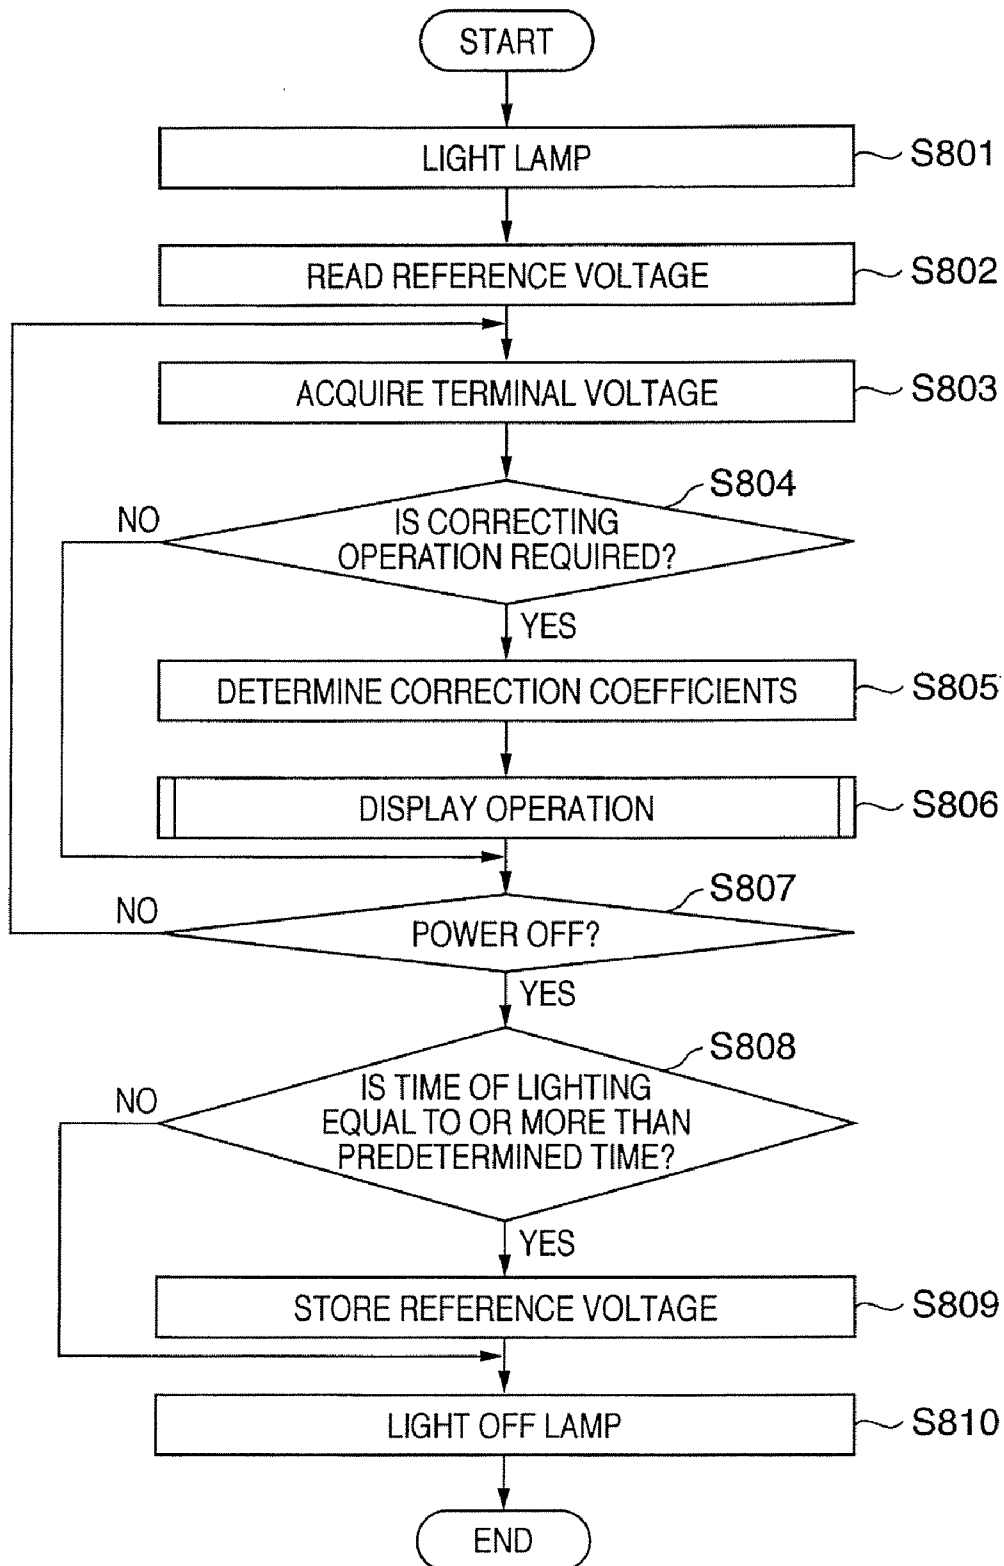 START
LIGHT LAMP
S801
READ REFERENCE VOLTAGE
S802
ACQUIRE TERMINAL VOLTAGE
S803
S804
NO
IS CORRECTING
OPERATION REQUIRED?
YES
DETERMINE CORRECTION COEFFICIENTS
S805
DISPLAY OPERATION
S806
S807
NO
POWER OFF?
YES
S808
NO
IS TIME OF LIGHTING
EQUAL TO OR MORE THAN
PREDETERMINED TIME?
YES
STORE REFERENCE VOLTAGE
S809
LIGHT OFF LAMP
S810
END